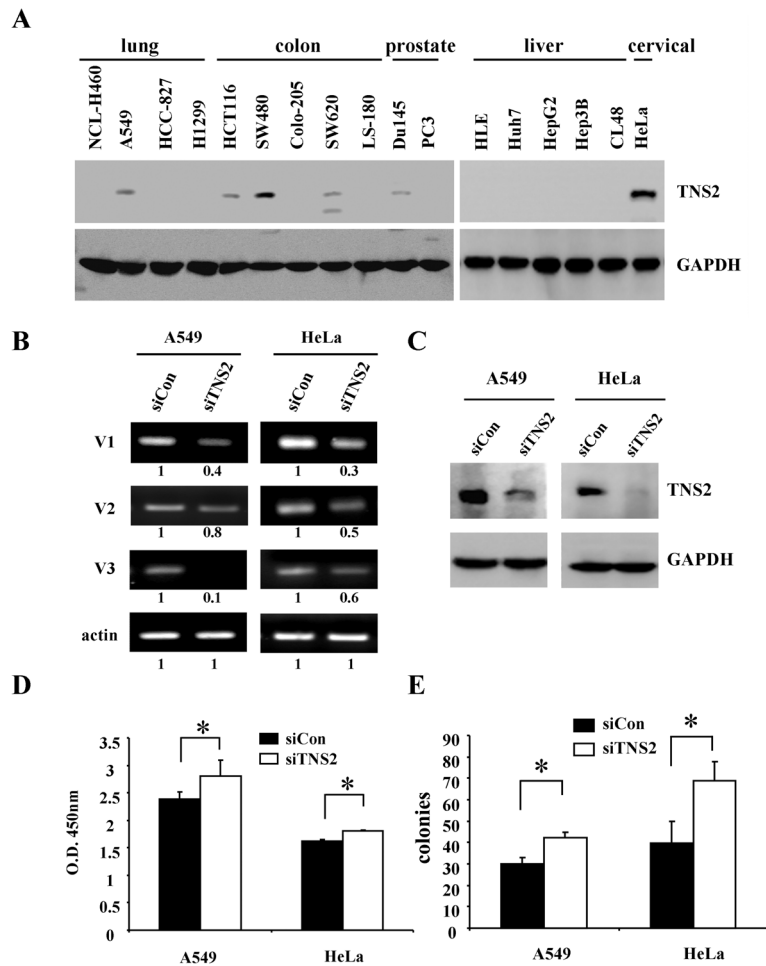 A
lung colon prostate liver cervical
NCL-H460 A549 HCC-827 H1299 HCT116 SW480 Colo-205 SW620 LS-180 Du145 PC3 HLE Huh7 HepG2 Hep3B CL48 HeLa
TNS2
GAPDH
B
A549 HeLa
siCon siTNS2 siCon siTNS2
V1
1 0.4 1 0.3
V2
1 0.8 1 0.5
V3
1 0.1 1 0.6
actin
1 1 1 1
C
A549 HeLa
siCon siTNS2 siCon siTNS2
TNS2
GAPDH
D
siCon
siTNS2
* *
O.D. 450nm
3.5
3
2.5
2
1.5
1
0.5
0
A549 HeLa
E
siCon
siTNS2
* *
colonies
90
80
70
60
50
40
30
20
10
0
A549 HeLa